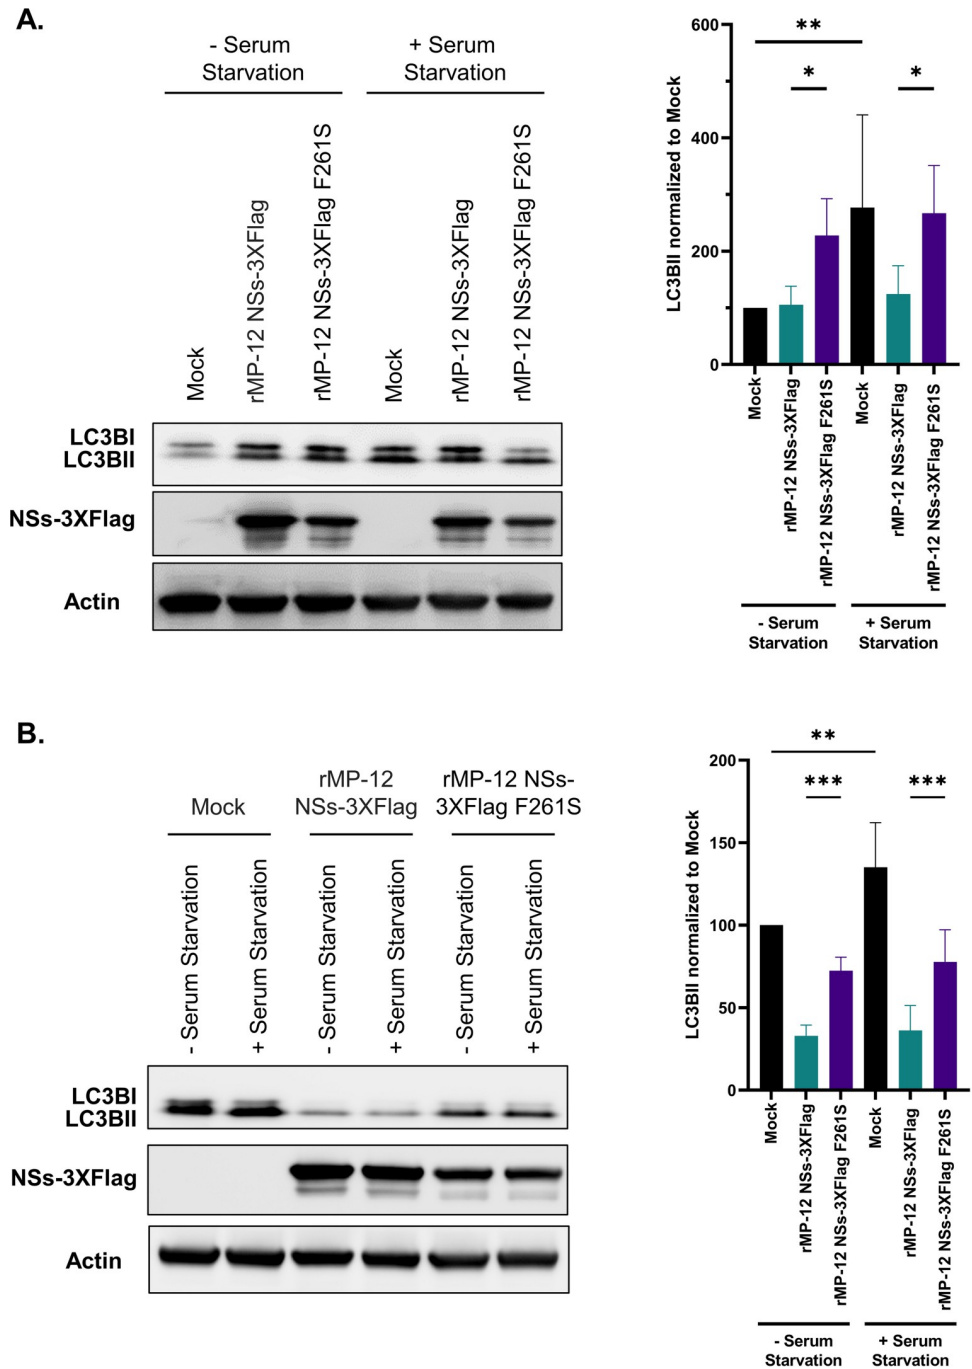 A.
- Serum
Starvation
+ Serum
Starvation
Mock
rMP-12 NSs-3XFlag
rMP-12 NSs-3XFlag F261S
Mock
rMP-12 NSs-3XFlag
rMP-12 NSs-3XFlag F261S
LC3BI
LC3BII
NSs-3XFlag
Actin
LC3BII normalized to Mock
600
400
200
0
**
*
*
Mock
rMP-12 NSs-3XFlag
rMP-12 NSs-3XFlag F261S
Mock
rMP-12 NSs-3XFlag
rMP-12 NSs-3XFlag F261S
- Serum
Starvation
+ Serum
Starvation
B.
Mock
rMP-12
NSs-3XFlag
rMP-12 NSs-
3XFlag F261S
- Serum Starvation
+ Serum Starvation
- Serum Starvation
+ Serum Starvation
- Serum Starvation
+ Serum Starvation
LC3BI
LC3BII
NSs-3XFlag
Actin
LC3BII normalized to Mock
200
150
100
50
0
**
***
***
Mock
rMP-12 NSs-3XFlag
rMP-12 NSs-3XFlag F261S
Mock
rMP-12 NSs-3XFlag
rMP-12 NSs-3XFlag F261S
- Serum
Starvation
+ Serum
Starvation